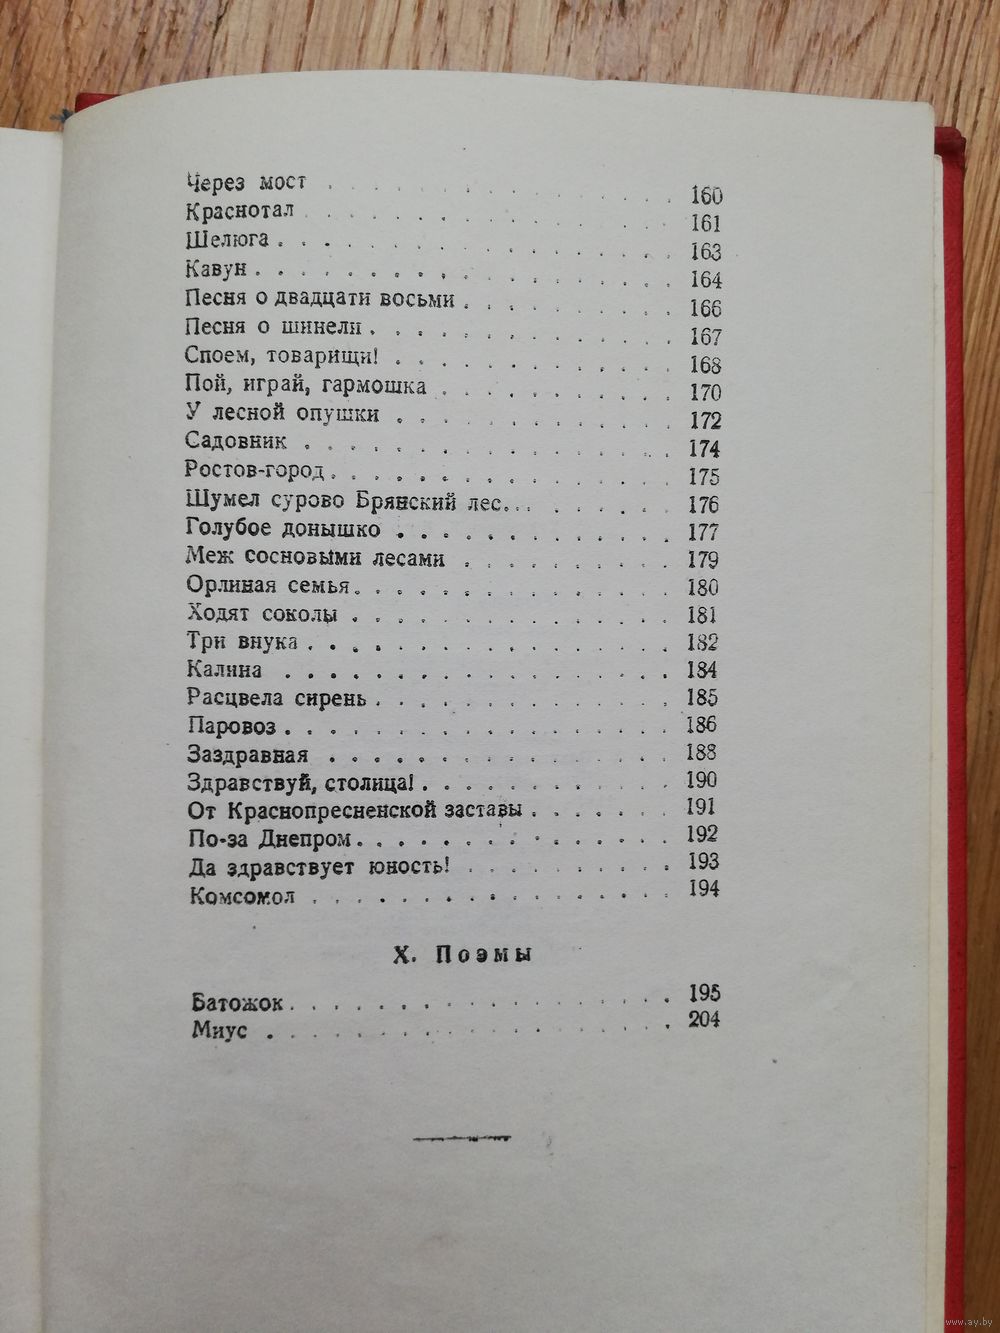 Через мост . . . . . . . . . . . . . . . 160
Краснотал . . . . . . . . . . . . . . . 161
Шелюга . . . . . . . . . . . . . . . . 163
Кавун . . . . . . . . . . . . . . . . . 164
Песня о двадцати восьми . . . . . . . . . 166
Песня о шинели . . . . . . . . . . . . . 167
Споем, товарищи! . . . . . . . . . . . . 168
Пой, играй, гармошка . . . . . . . . . . 170
У лесной опушки . . . . . . . . . . . . 172
Садовник . . . . . . . . . . . . . . . 174
Ростов-город . . . . . . . . . . . . . . 175
Шумел сурово Брянский лес... . . . . . . 176
Голубое донышко . . . . . . . . . . . . 177
Меж сосновыми лесами . . . . . . . . . . 179
Орлиная семья . . . . . . . . . . . . . 180
Ходят соколы . . . . . . . . . . . . . . 181
Три внука . . . . . . . . . . . . . . . 182
Калина . . . . . . . . . . . . . . . . 184
Расцвела сирень . . . . . . . . . . . . 185
Паровоз . . . . . . . . . . . . . . . . 186
Заздравная . . . . . . . . . . . . . . . 188
Здравствуй, столица! . . . . . . . . . . 190
От Краснопресненской заставы . . . . . . 191
По-за Днепром . . . . . . . . . . . . . 192
Да здравствует юность! . . . . . . . . . 193
Комсомол . . . . . . . . . . . . . . . 194
X. Поэмы
Батожок . . . . . . . . . . . . . . . . 195
Миус . . . . . . . . . . . . . . . . . 204
www.ay.by